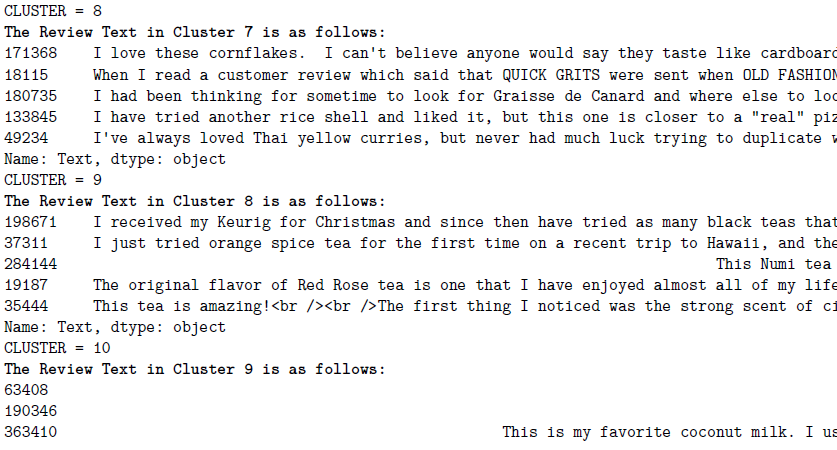 CLUSTER = 8
The Review Text in Cluster 7 is as follows:
171368 I love these cornflakes. I can't believe anyone would say they taste like cardboard
18115 When I read a customer review which said that QUICK GRITS were sent when OLD FASHION
180735 I had been thinking for sometime to look for Graisse de Canard and where else to loo
133845 I have tried another rice shell and liked it, but this one is closer to a "real" piz
49234 I've always loved Thai yellow curries, but never had much luck trying to duplicate w
Name: Text, dtype: object
CLUSTER = 9
The Review Text in Cluster 8 is as follows:
198671 I received my Keurig for Christmas and since then have tried as many black teas that
37311 I just tried orange spice tea for the first time on a recent trip to Hawaii, and the
284144 This Numi tea
19187 The original flavor of Red Rose tea is one that I have enjoyed almost all of my life
35444 This tea is amazing!<br /><br />The first thing I noticed was the strong scent of ci
Name: Text, dtype: object
CLUSTER = 10
The Review Text in Cluster 9 is as follows:
63408
190346
363410 This is my favorite coconut milk. I us